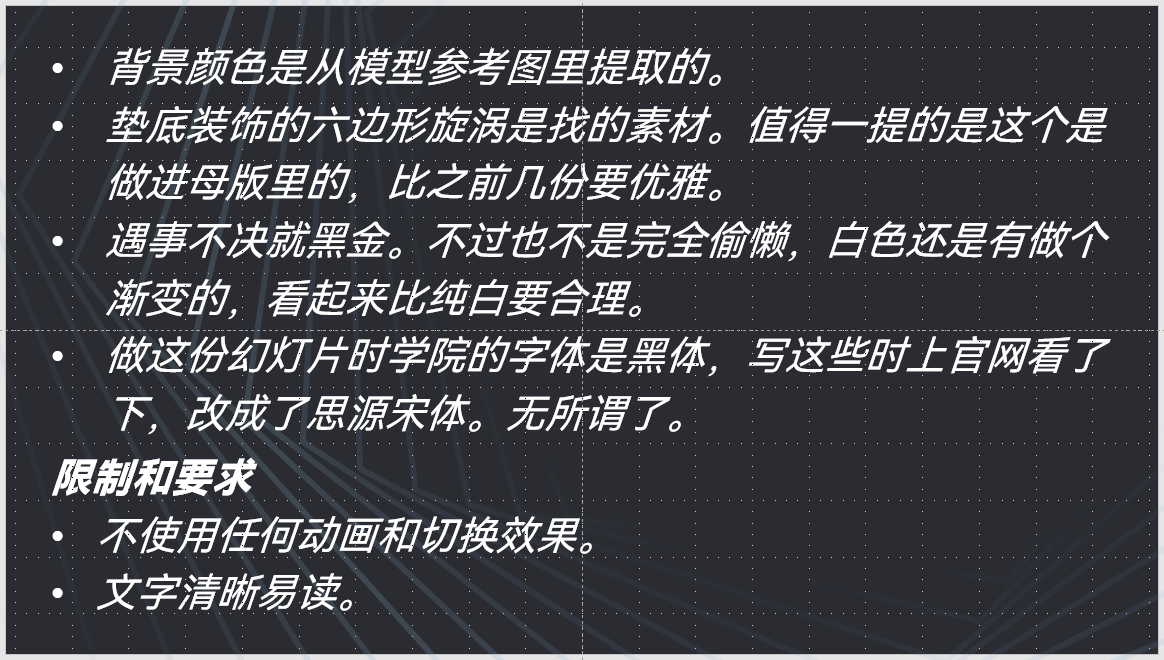 • 背景颜色是从模型参考图里提取的。
• 垫底装饰的六边形旋涡是找的素材。值得一提的是这个是
做进母版里的，比之前几份要优雅。
• 遇事不决就黑金。不过也不是完全偷懒，白色还是有做个
渐变的，看起来比纯白要合理。
• 做这份幻灯片时学院的字体是黑体，写这些时上官网看了
下，改成了思源宋体。无所谓了。
限制和要求
• 不使用任何动画和切换效果。
• 文字清晰易读。